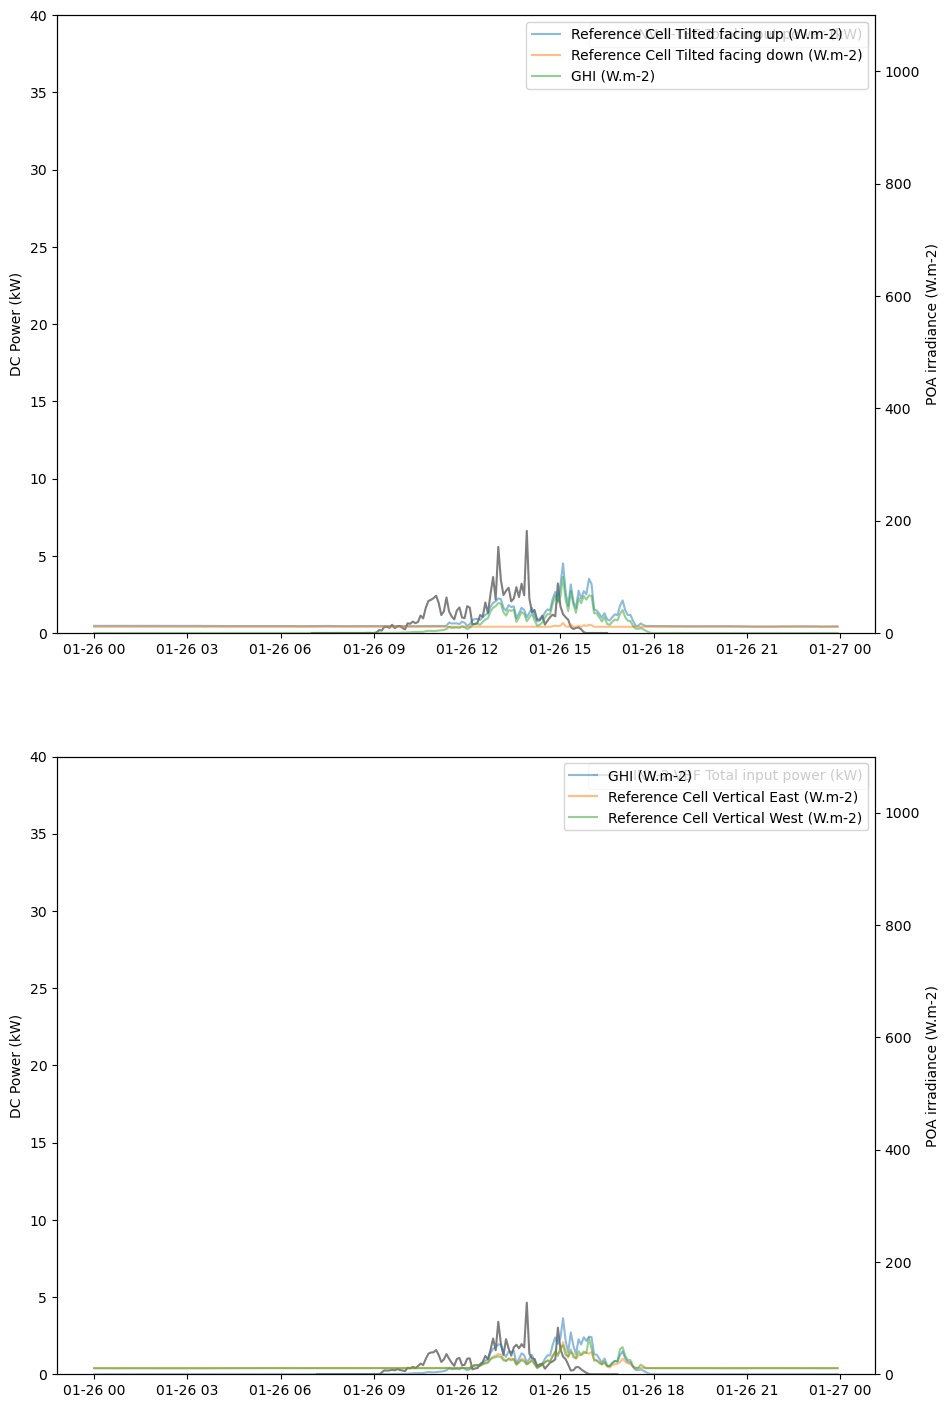 40
35
30
25
20
15
10
5
0
DC Power (kW)
Reference Cell Tilted facing up (W.m-2)
Reference Cell Tilted facing down (W.m-2)
GHI (W.m-2)
1000
800
600
400
200
0
POA irradiance (W.m-2)
01-26 00 01-26 03 01-26 06 01-26 09 01-26 12 01-26 15 01-26 18 01-26 21 01-27 00
40
35
30
25
20
15
10
5
0
DC Power (kW)
GHI (W.m-2) Total input power (kW)
Reference Cell Vertical East (W.m-2)
Reference Cell Vertical West (W.m-2)
1000
800
600
400
200
0
POA irradiance (W.m-2)
01-26 00 01-26 03 01-26 06 01-26 09 01-26 12 01-26 15 01-26 18 01-26 21 01-27 00